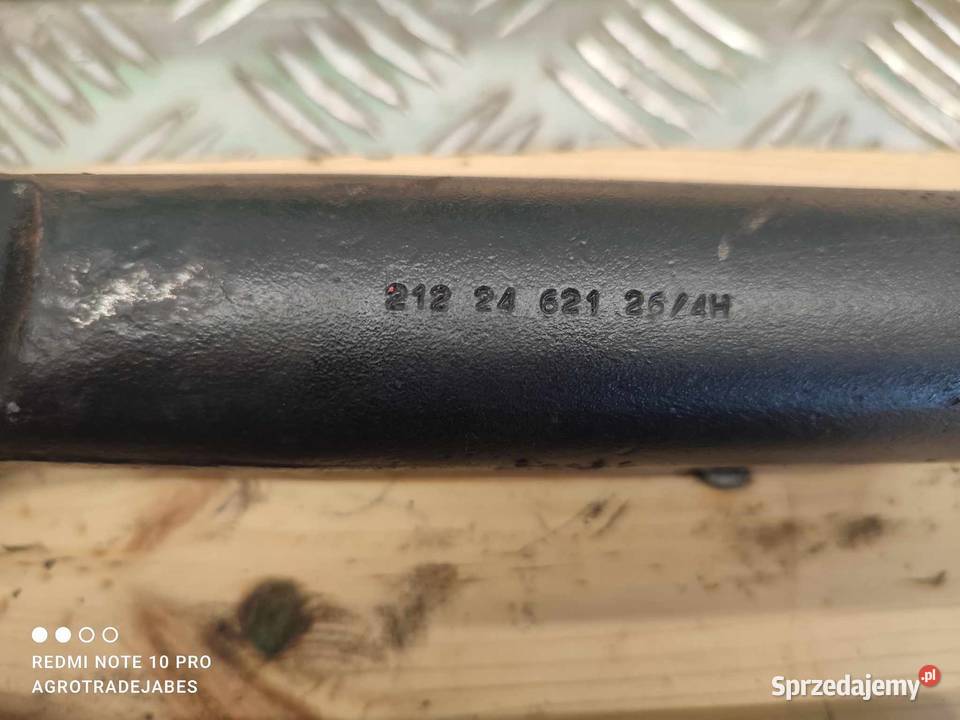 212 24 621 26/4H
REDMI NOTE 10 PRO
AGROTRADEJABES
Sprzedajemy.pl